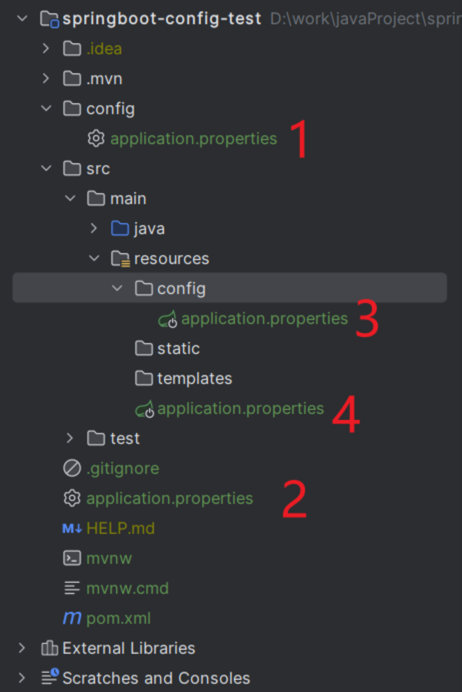 springboot-config-test D:\work\javaProject\sprin
.idea
.mvn
config
application.properties 1
src
main
java
resources
config
application.properties 3
static
templates
application.properties 4
test
.gitignore
application.properties 2
M↓ HELP.md
mvnw
mvnw.cmd
m pom.xml
External Libraries
Scratches and Consoles